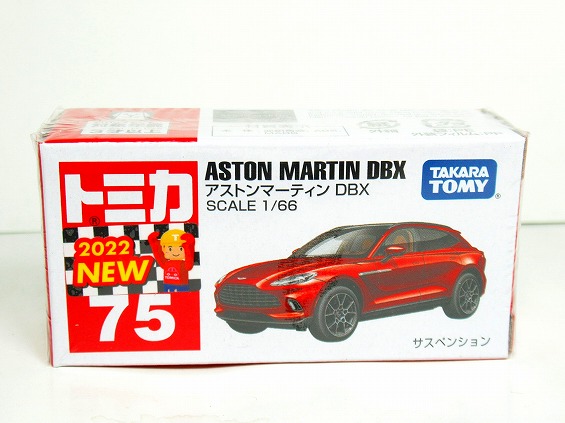 トミカ
®
2022
NEW
75
ASTON MARTIN DBX
アストンマーティン DBX
SCALE 1/66
TAKARA
TOMY
®
サスペンション